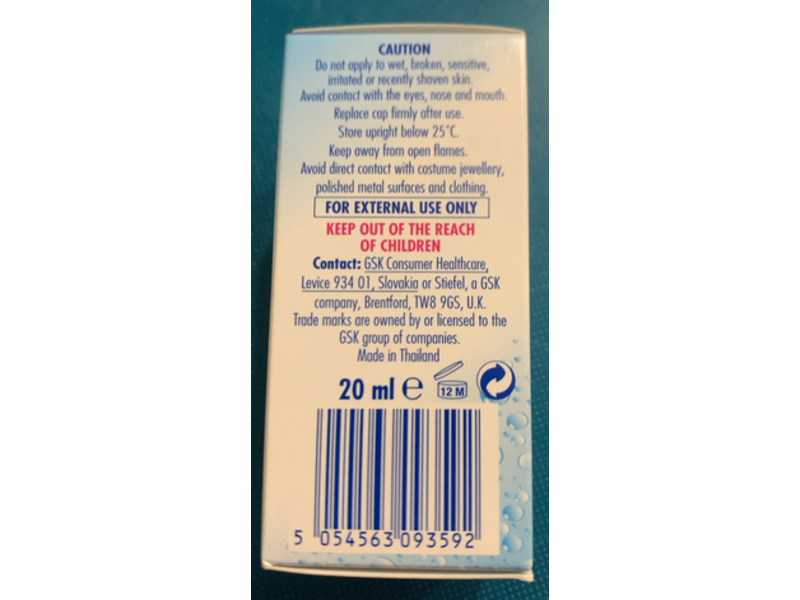 CAUTION
Do not apply to wet, broken, sensitive,
irritated or recently shaven skin.
Avoid contact with the eyes, nose and mouth.
Replace cap firmly after use.
Store upright below 25°C.
Keep away from open flames.
Avoid direct contact with costume jewellery,
polished metal surfaces and clothing.
FOR EXTERNAL USE ONLY
KEEP OUT OF THE REACH
OF CHILDREN
Contact: GSK Consumer Healthcare,
Levice 934 01, Slovakia or Stiefel, a GSK
company, Brentford, TW8 9GS, U.K.
Trade marks are owned by or licensed to the
GSK group of companies.
Made in Thailand
20 ml ℮ 12 M
5 054563 093592